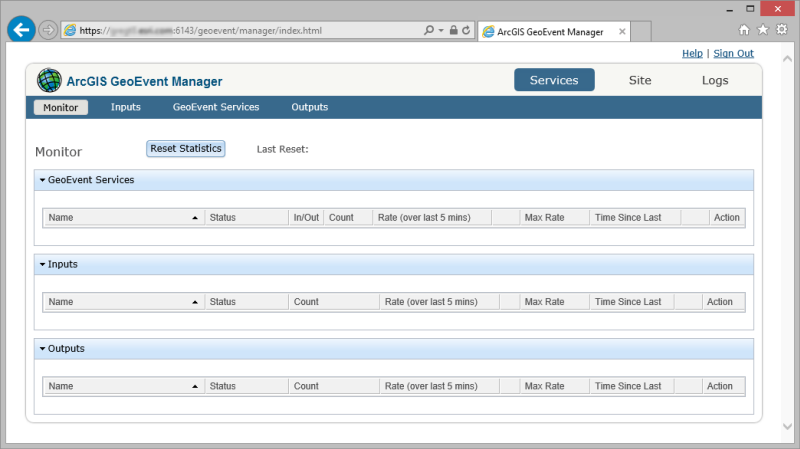 https:// :6143/geoevent/manager/index.html
ArcGIS GeoEvent Manager
Help | Sign Out
ArcGIS GeoEvent Manager
Services Site Logs
Monitor Inputs GeoEvent Services Outputs
Monitor Reset Statistics Last Reset:
GeoEvent Services
Name Status In/Out Count Rate (over last 5 mins) Max Rate Time Since Last Action
Inputs
Name Status Count Rate (over last 5 mins) Max Rate Time Since Last Action
Outputs
Name Status Count Rate (over last 5 mins) Max Rate Time Since Last Action